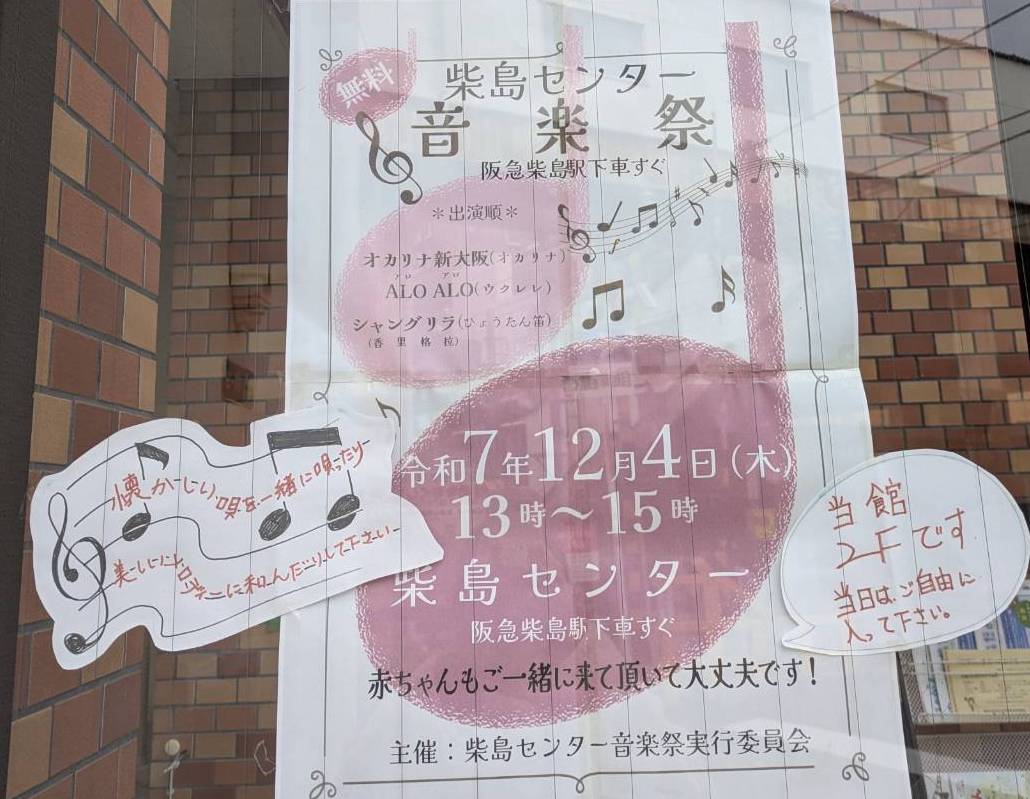 無料
柴島センター
音楽祭
阪急柴島駅下車すぐ
＊出演順＊
オカリナ新大阪(オカリナ)
アロ アロ
ALO ALO(ウクレレ)
シャングリラ(ひょうたん笛)
(香里格拉)
令和7年12月4日(木)
13時〜15時
柴島センター
阪急柴島駅下車すぐ
赤ちゃんもご一緒に来て頂いて大丈夫です!
主催：柴島センター音楽祭実行委員会
懐かしい唄を一緒に唄ったり
美しいメロディーに和んだりして下さい
当館
2Fです
当日は、ご自由に
入って下さい。